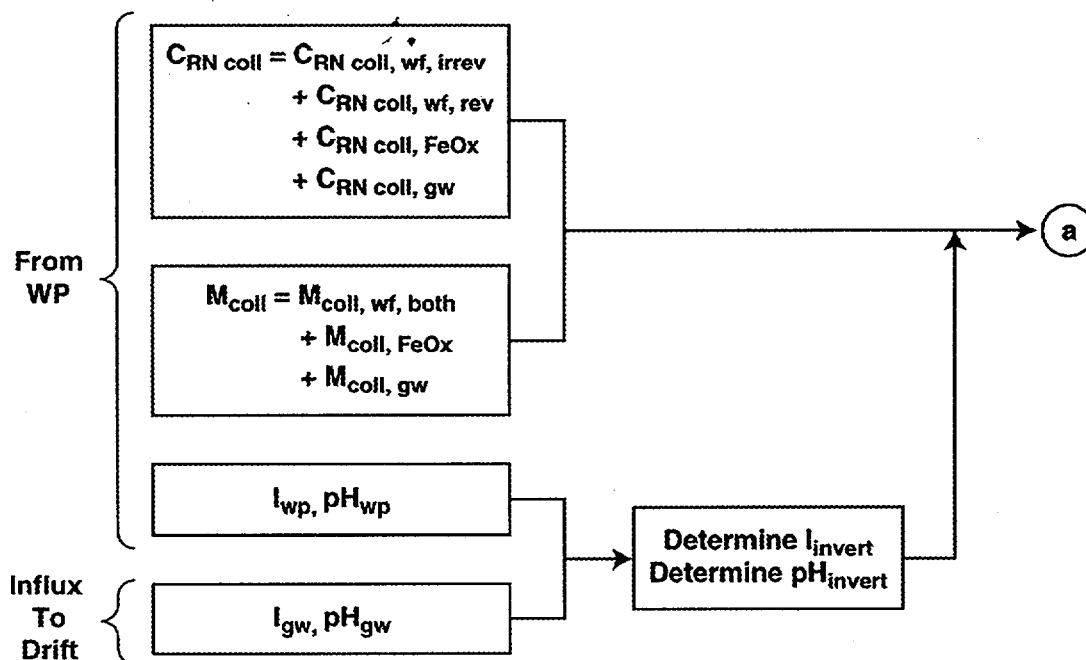 C_RN coll = C_RN coll, wf, irrev
+ C_RN coll, wf, rev
+ C_RN coll, FeOx
+ C_RN coll, gw
a
From
WP
M_coll = M_coll, wf, both
+ M_coll, FeOx
+ M_coll, gw
I_wp, pH_wp
Determine I_invert
Determine pH_invert
Influx
To
Drift
I_gw, pH_gw